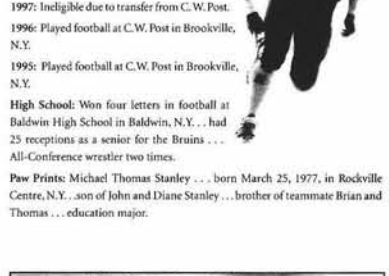 1997: Ineligible due to transfer from C.W. Post.
1996: Played football at C.W. Post in Brookville,
N.Y.
1995: Played football at C.W. Post in Brookville,
N.Y.
High School: Won four letters in football at
Baldwin High School in Baldwin, N.Y. . . had
25 receptions as a senior for the Bruins . . .
All-Conference wrestler two times.
Paw Prints: Michael Thomas Stanley . . . born March 25, 1977, in Rockville
Centre, N.Y. . .son of John and Diane Stanley . . . brother of teammate Brian and
Thomas . . . education major.